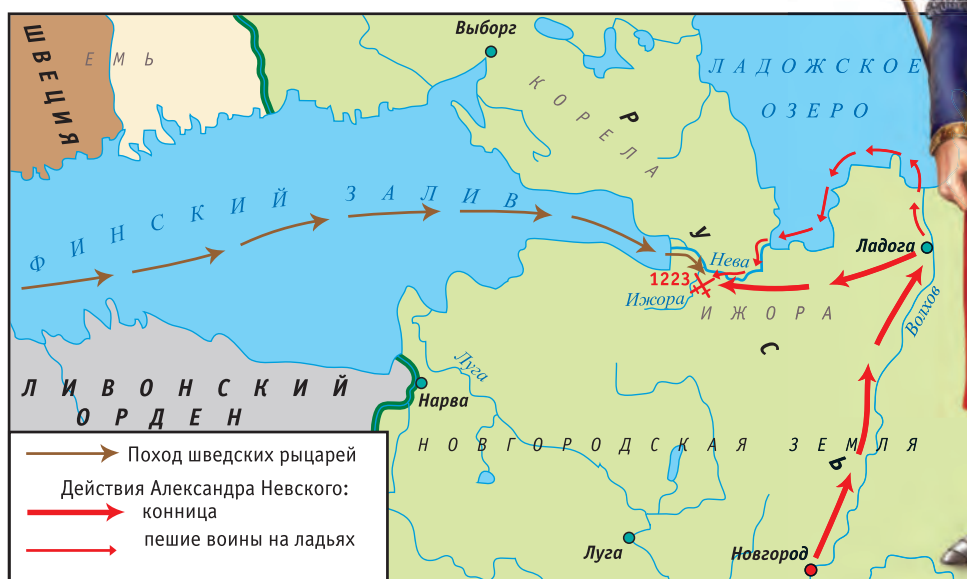 ШВЕЦИЯ
ЕМЬ
Выборг
КОРЕЛА
ЛАДОЖСКОЕ
ОЗЕРО
РУСЬ
ФИНСКИЙ ЗАЛИВ
Ладога
Нева
1223
Ижора
ИЖОРА
Волхов
Луга
ЛИВОНСКИЙ
ОРДЕН
Нарва
НОВГОРОДСКАЯ ЗЕМЛЯ
Луга
Новгород
Поход шведских рыцарей
Действия Александра Невского:
конница
пешие воины на ладьях